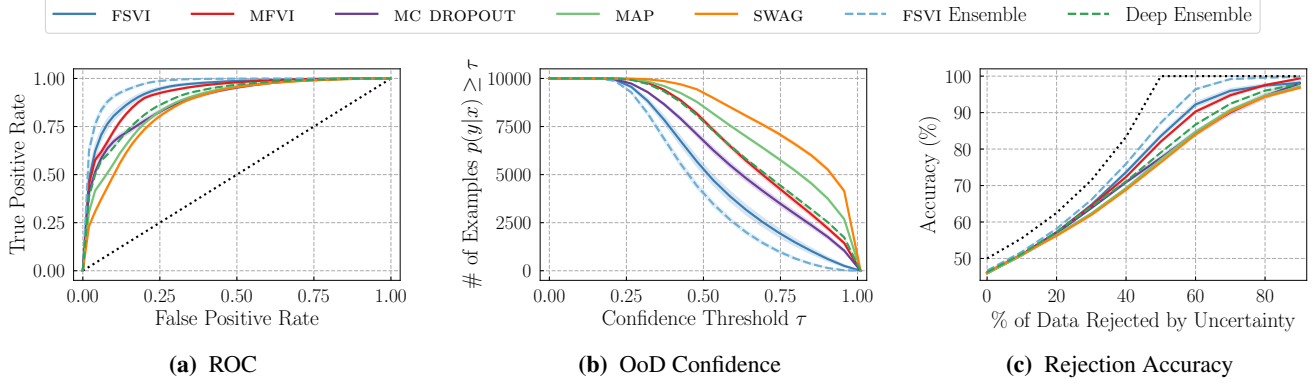 FSVI MFVI MC DROPOUT MAP SWAG FSVI Ensemble Deep Ensemble
True Positive Rate
1.00
0.75
0.50
0.25
0.00
0.00 0.25 0.50 0.75 1.00
False Positive Rate
(a) ROC
# of Examples p(y|x) ≥ τ
10000
7500
5000
2500
0
0.00 0.25 0.50 0.75 1.00
Confidence Threshold τ
(b) OoD Confidence
Accuracy (%)
100
90
80
70
60
50
0 20 40 60 80
% of Data Rejected by Uncertainty
(c) Rejection Accuracy